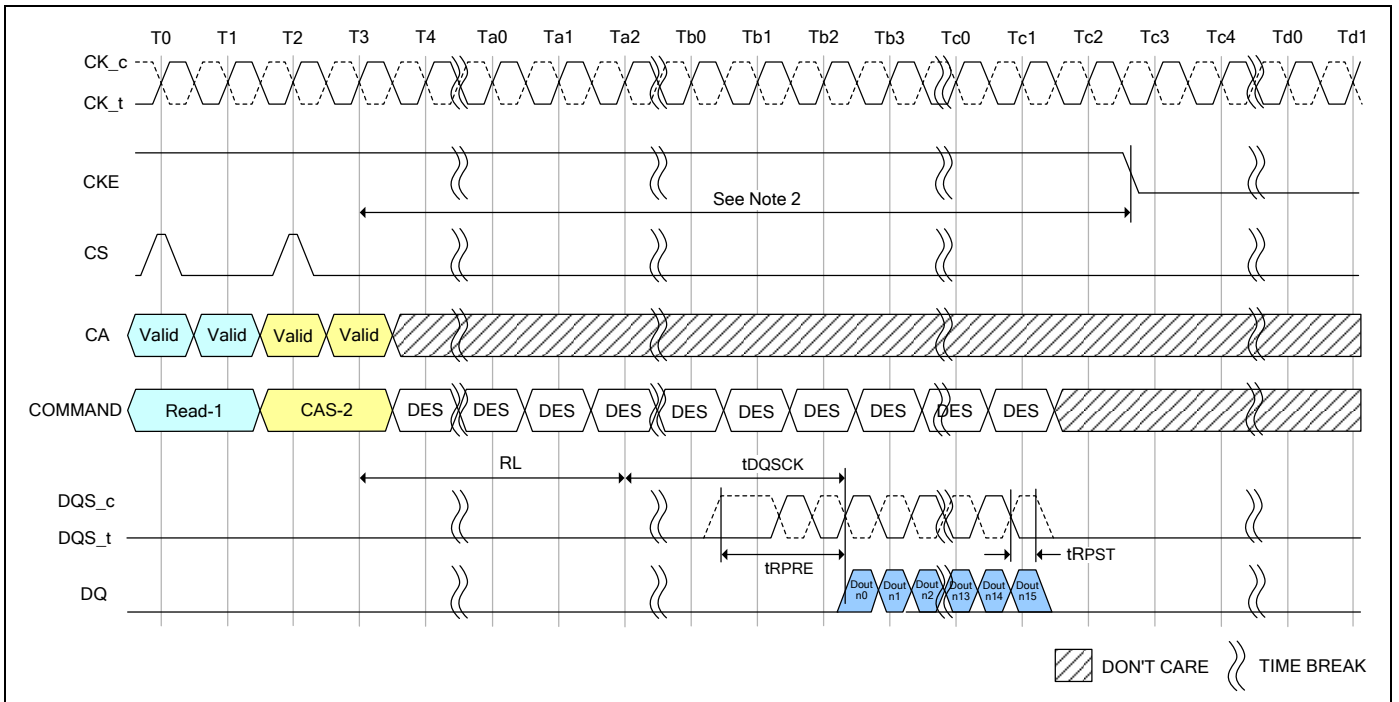 T0 T1 T2 T3 T4 Ta0 Ta1 Ta2 Tb0 Tb1 Tb2 Tb3 Tc0 Tc1 Tc2 Tc3 Tc4 Td0 Td1
CK_c
CK_t
CKE
See Note 2
CS
CA Valid Valid Valid Valid
COMMAND Read-1 CAS-2 DES DES DES DES DES DES DES DES DES DES
RL tDQSCK
DQS_c
DQS_t
tRPRE tRPST
DQ Dout n0 Dout n1 Dout n2 Dout n13 Dout n14 Dout n15
DON'T CARE TIME BREAK